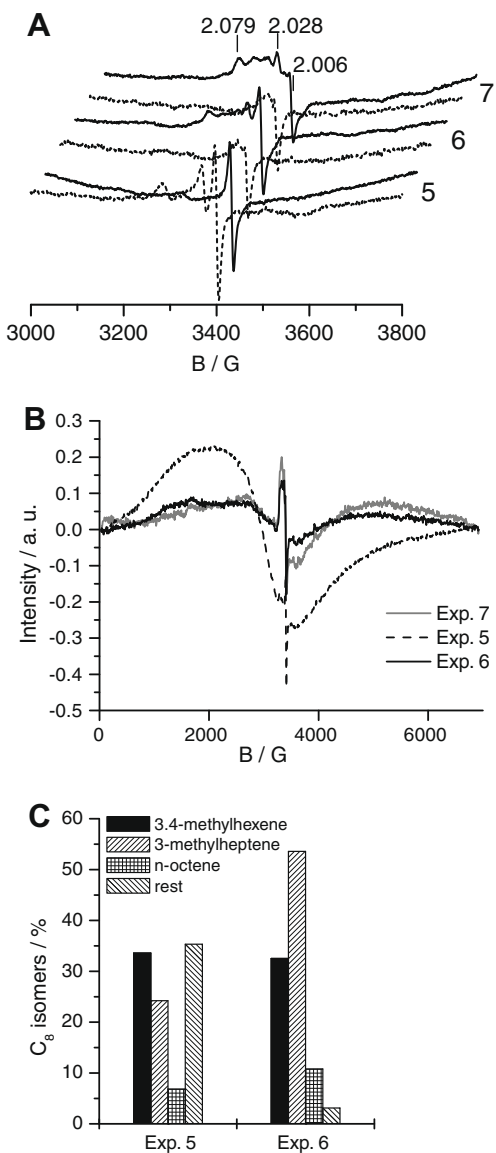 A
2.079
2.028
2.006
7
6
5
3000 3200 3400 3600 3800
B / G
B
0.3
0.2
0.1
0.0
-0.1
-0.2
-0.3
-0.4
-0.5
Intensity / a. u.
Exp. 7
Exp. 5
Exp. 6
0 2000 4000 6000
B / G
C
60
50
40
30
20
10
0
C₈ isomers / %
3.4-methylhexene
3-methylheptene
n-octene
rest
Exp. 5 Exp. 6